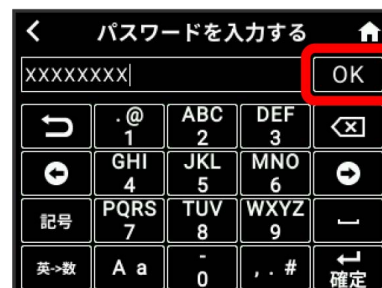 パスワードを入力する
XXXXXXXX
OK
.@
1
ABC
2
DEF
3
GHI
4
JKL
5
MNO
6
記号
PQRS
7
TUV
8
WXYZ
9
英->数
A a
-
0
, . #
確定